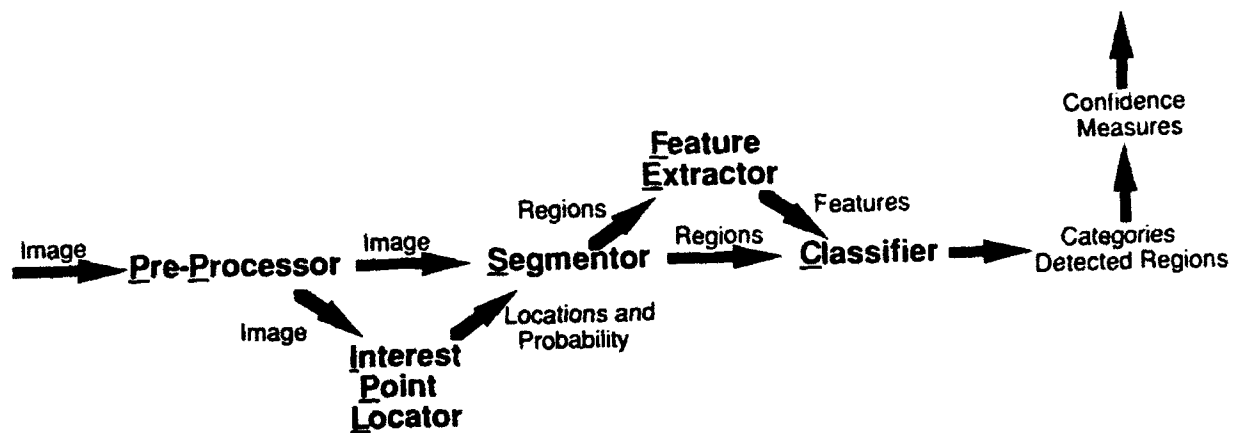 Image
Pre-Processor
Image
Image
Interest
Point
Locator
Locations and
Probability
Segmentor
Regions
Feature
Extractor
Regions
Features
Classifier
Categories
Detected Regions
Confidence
Measures